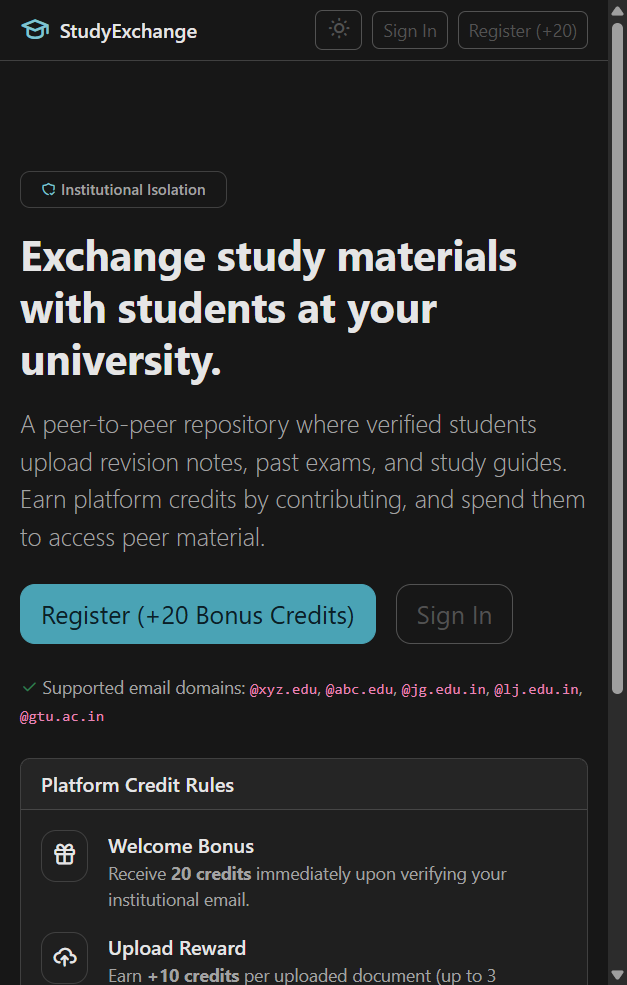 StudyExchange
Sign In
Register (+20)
Institutional Isolation
Exchange study materials
with students at your
university.
A peer-to-peer repository where verified students
upload revision notes, past exams, and study guides.
Earn platform credits by contributing, and spend them
to access peer material.
Register (+20 Bonus Credits)
Sign In
Supported email domains: @xyz.edu, @abc.edu, @jg.edu.in, @lj.edu.in,
@gtu.ac.in
Platform Credit Rules
Welcome Bonus
Receive 20 credits immediately upon verifying your
institutional email.
Upload Reward
Earn +10 credits per uploaded document (up to 3